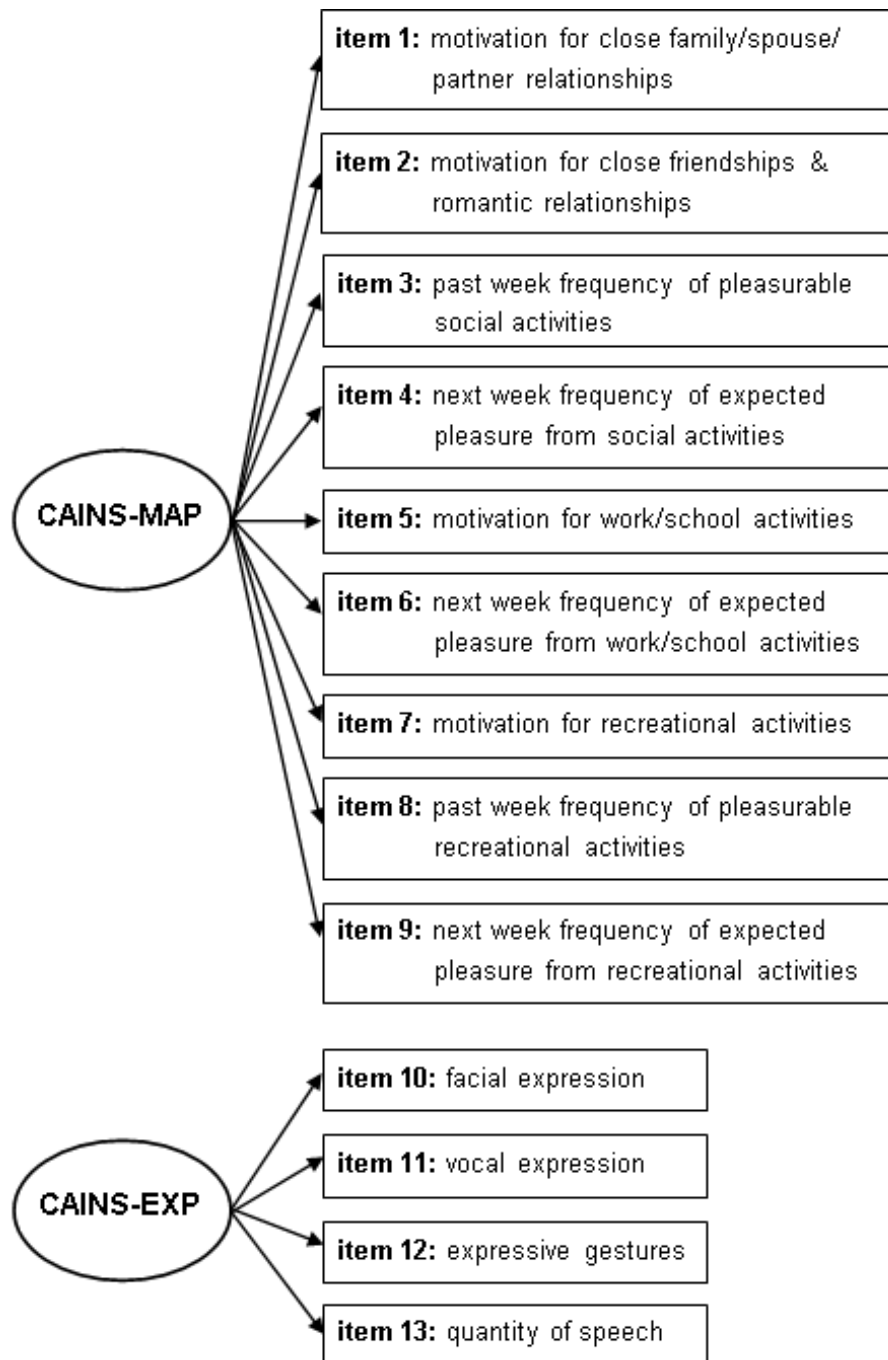 item 1: motivation for close family/spouse/
partner relationships
item 2: motivation for close friendships &
romantic relationships
item 3: past week frequency of pleasurable
social activities
item 4: next week frequency of expected
pleasure from social activities
CAINS-MAP
item 5: motivation for work/school activities
item 6: next week frequency of expected
pleasure from work/school activities
item 7: motivation for recreational activities
item 8: past week frequency of pleasurable
recreational activities
item 9: next week frequency of expected
pleasure from recreational activities
item 10: facial expression
item 11: vocal expression
CAINS-EXP
item 12: expressive gestures
item 13: quantity of speech